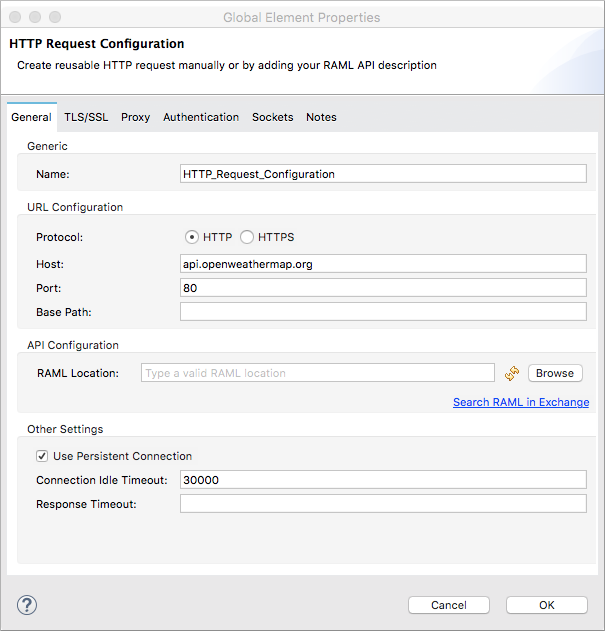 Global Element Properties
HTTP Request Configuration
Create reusable HTTP request manually or by adding your RAML API description
General TLS/SSL Proxy Authentication Sockets Notes
Generic
Name: HTTP_Request_Configuration
URL Configuration
Protocol: HTTP HTTPS
Host: api.openweathermap.org
Port: 80
Base Path:
API Configuration
RAML Location: Type a valid RAML location Browse
Search RAML in Exchange
Other Settings
Use Persistent Connection
Connection Idle Timeout: 30000
Response Timeout:
? Cancel OK